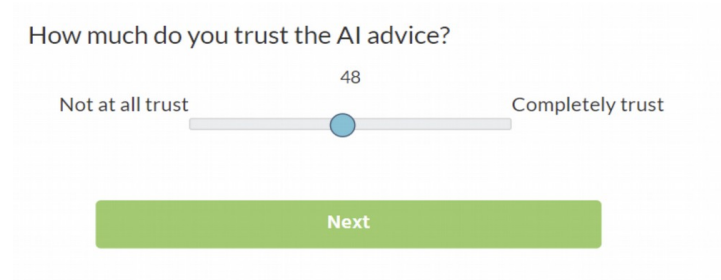 How much do you trust the AI advice?
48
Not at all trust
Completely trust
Next